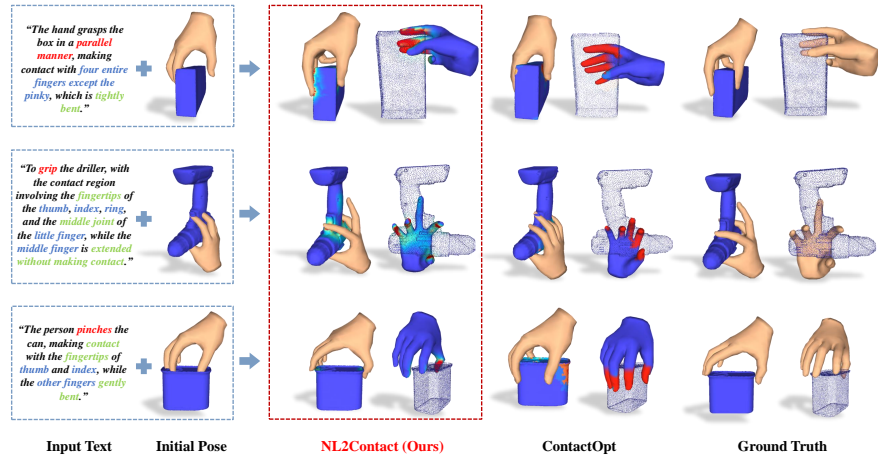 “The hand grasps the
box in a parallel
manner, making
contact with four entire
fingers except the
pinky, which is tightly
bent.”
“To grip the driller, with
the contact region
involving the fingertips of
the thumb, index, ring,
and the middle joint of
the little finger, while the
middle finger is extended
without making contact.”
“The person pinches the
can, making contact
with the fingertips of
thumb and index, while
the other fingers gently
bent.”
Input Text
Initial Pose
NL2Contact (Ours)
ContactOpt
Ground Truth